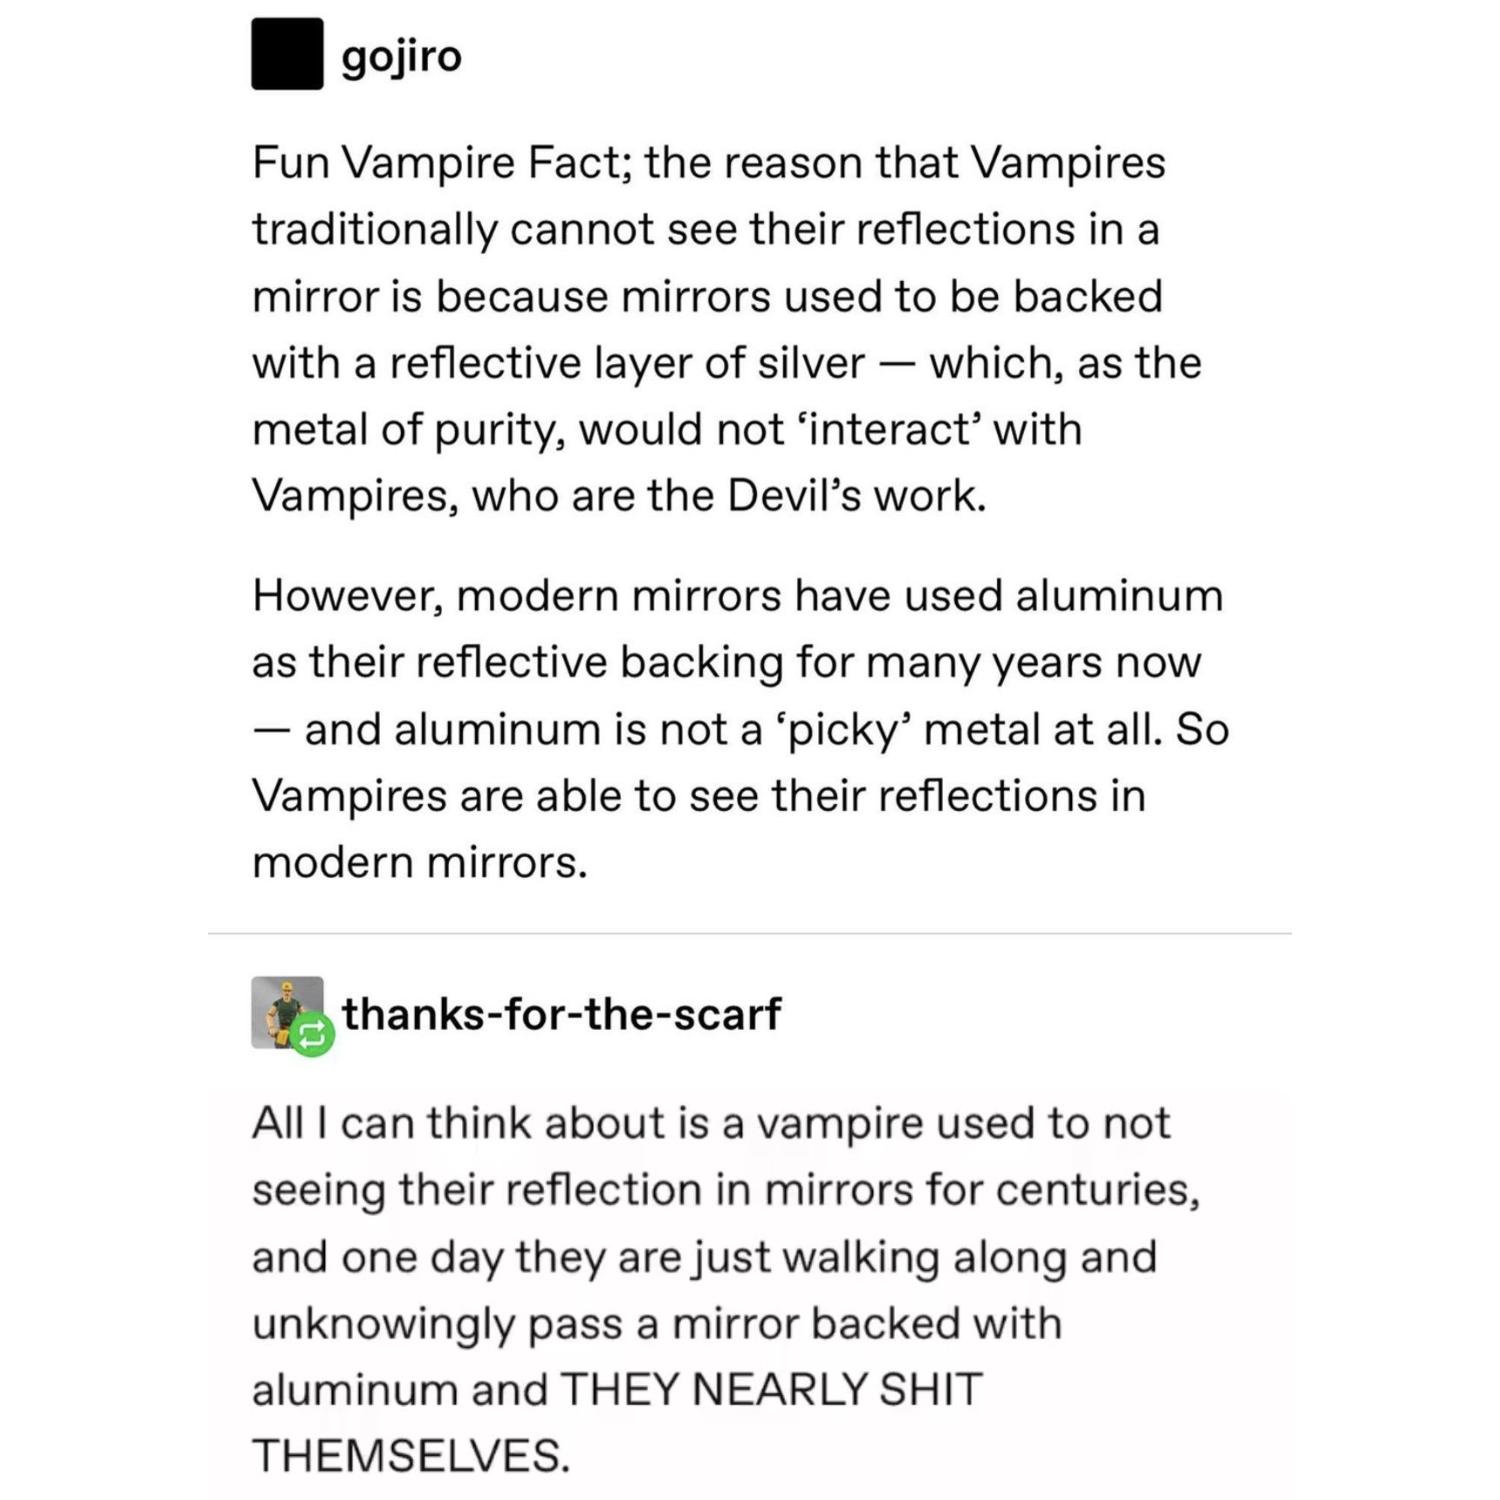 gojiro
Fun Vampire Fact; the reason that Vampires
traditionally cannot see their reflections in a
mirror is because mirrors used to be backed
with a reflective layer of silver — which, as the
metal of purity, would not ‘interact’ with
Vampires, who are the Devil’s work.
However, modern mirrors have used aluminum
as their reflective backing for many years now
— and aluminum is not a ‘picky’ metal at all. So
Vampires are able to see their reflections in
modern mirrors.
thanks-for-the-scarf
All I can think about is a vampire used to not
seeing their reflection in mirrors for centuries,
and one day they are just walking along and
unknowingly pass a mirror backed with
aluminum and THEY NEARLY SHIT
THEMSELVES.